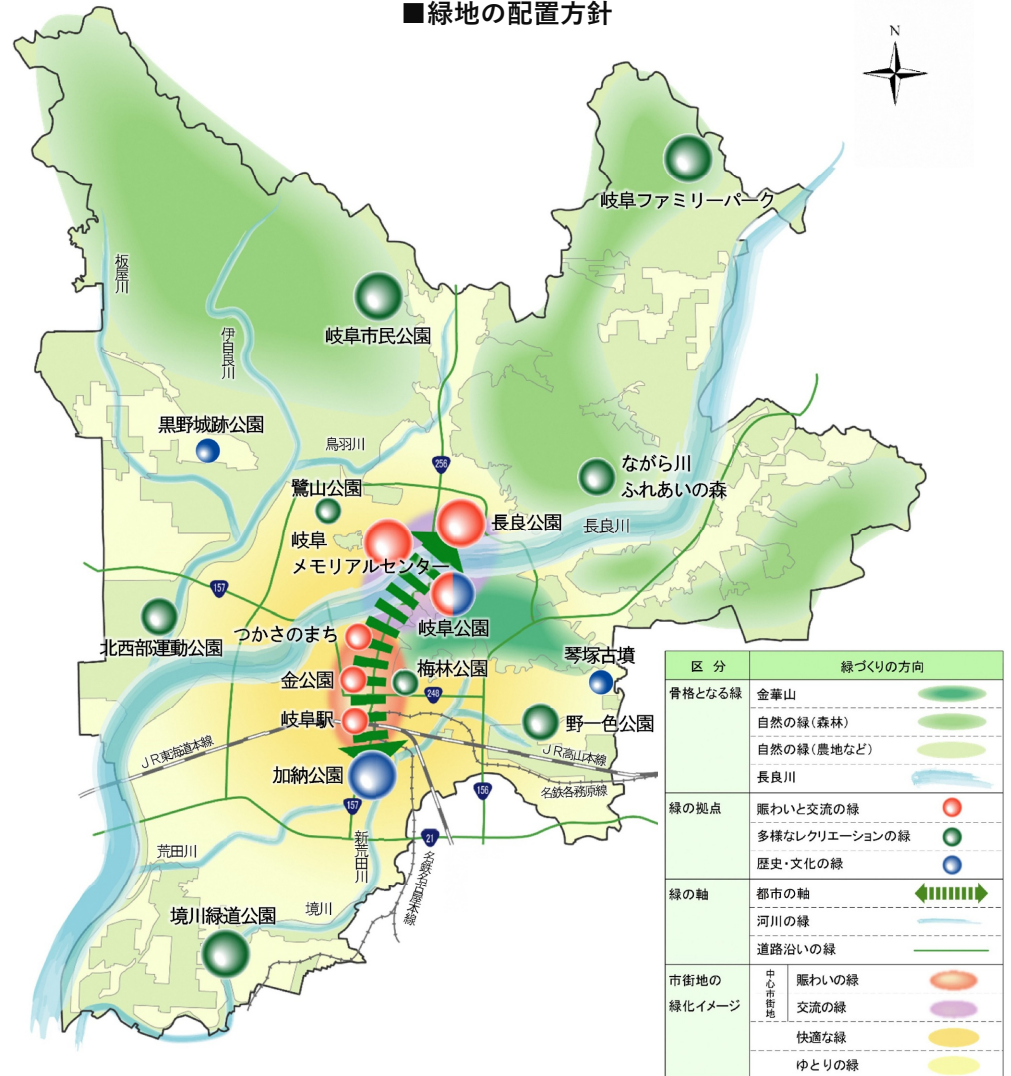 ■緑地の配置方針
N
岐阜ファミリーパーク
板屋川
伊自良川
岐阜市民公園
黒野城跡公園
鳥羽川
256
ながら川
ふれあいの森
鷺山公園
長良公園
長良川
岐阜
メモリアルセンター
157
岐阜公園
北西部運動公園
つかさのまち
琴塚古墳
金公園
梅林公園
248
岐阜駅
野一色公園
JR東海道本線
JR高山本線
加納公園
名鉄各務原線
157
156
21
新荒田川
荒田川
名鉄名古屋本線
境川
境川緑道公園
区 分 緑づくりの方向
骨格となる緑 金華山
自然の緑(森林)
自然の緑(農地など)
長良川
緑の拠点 賑わいと交流の緑
多様なレクリエーションの緑
歴史・文化の緑
緑の軸 都市の軸
河川の緑
道路沿いの緑
市街地の
緑化イメージ
中心市街地
賑わいの緑
交流の緑
快適な緑
ゆとりの緑